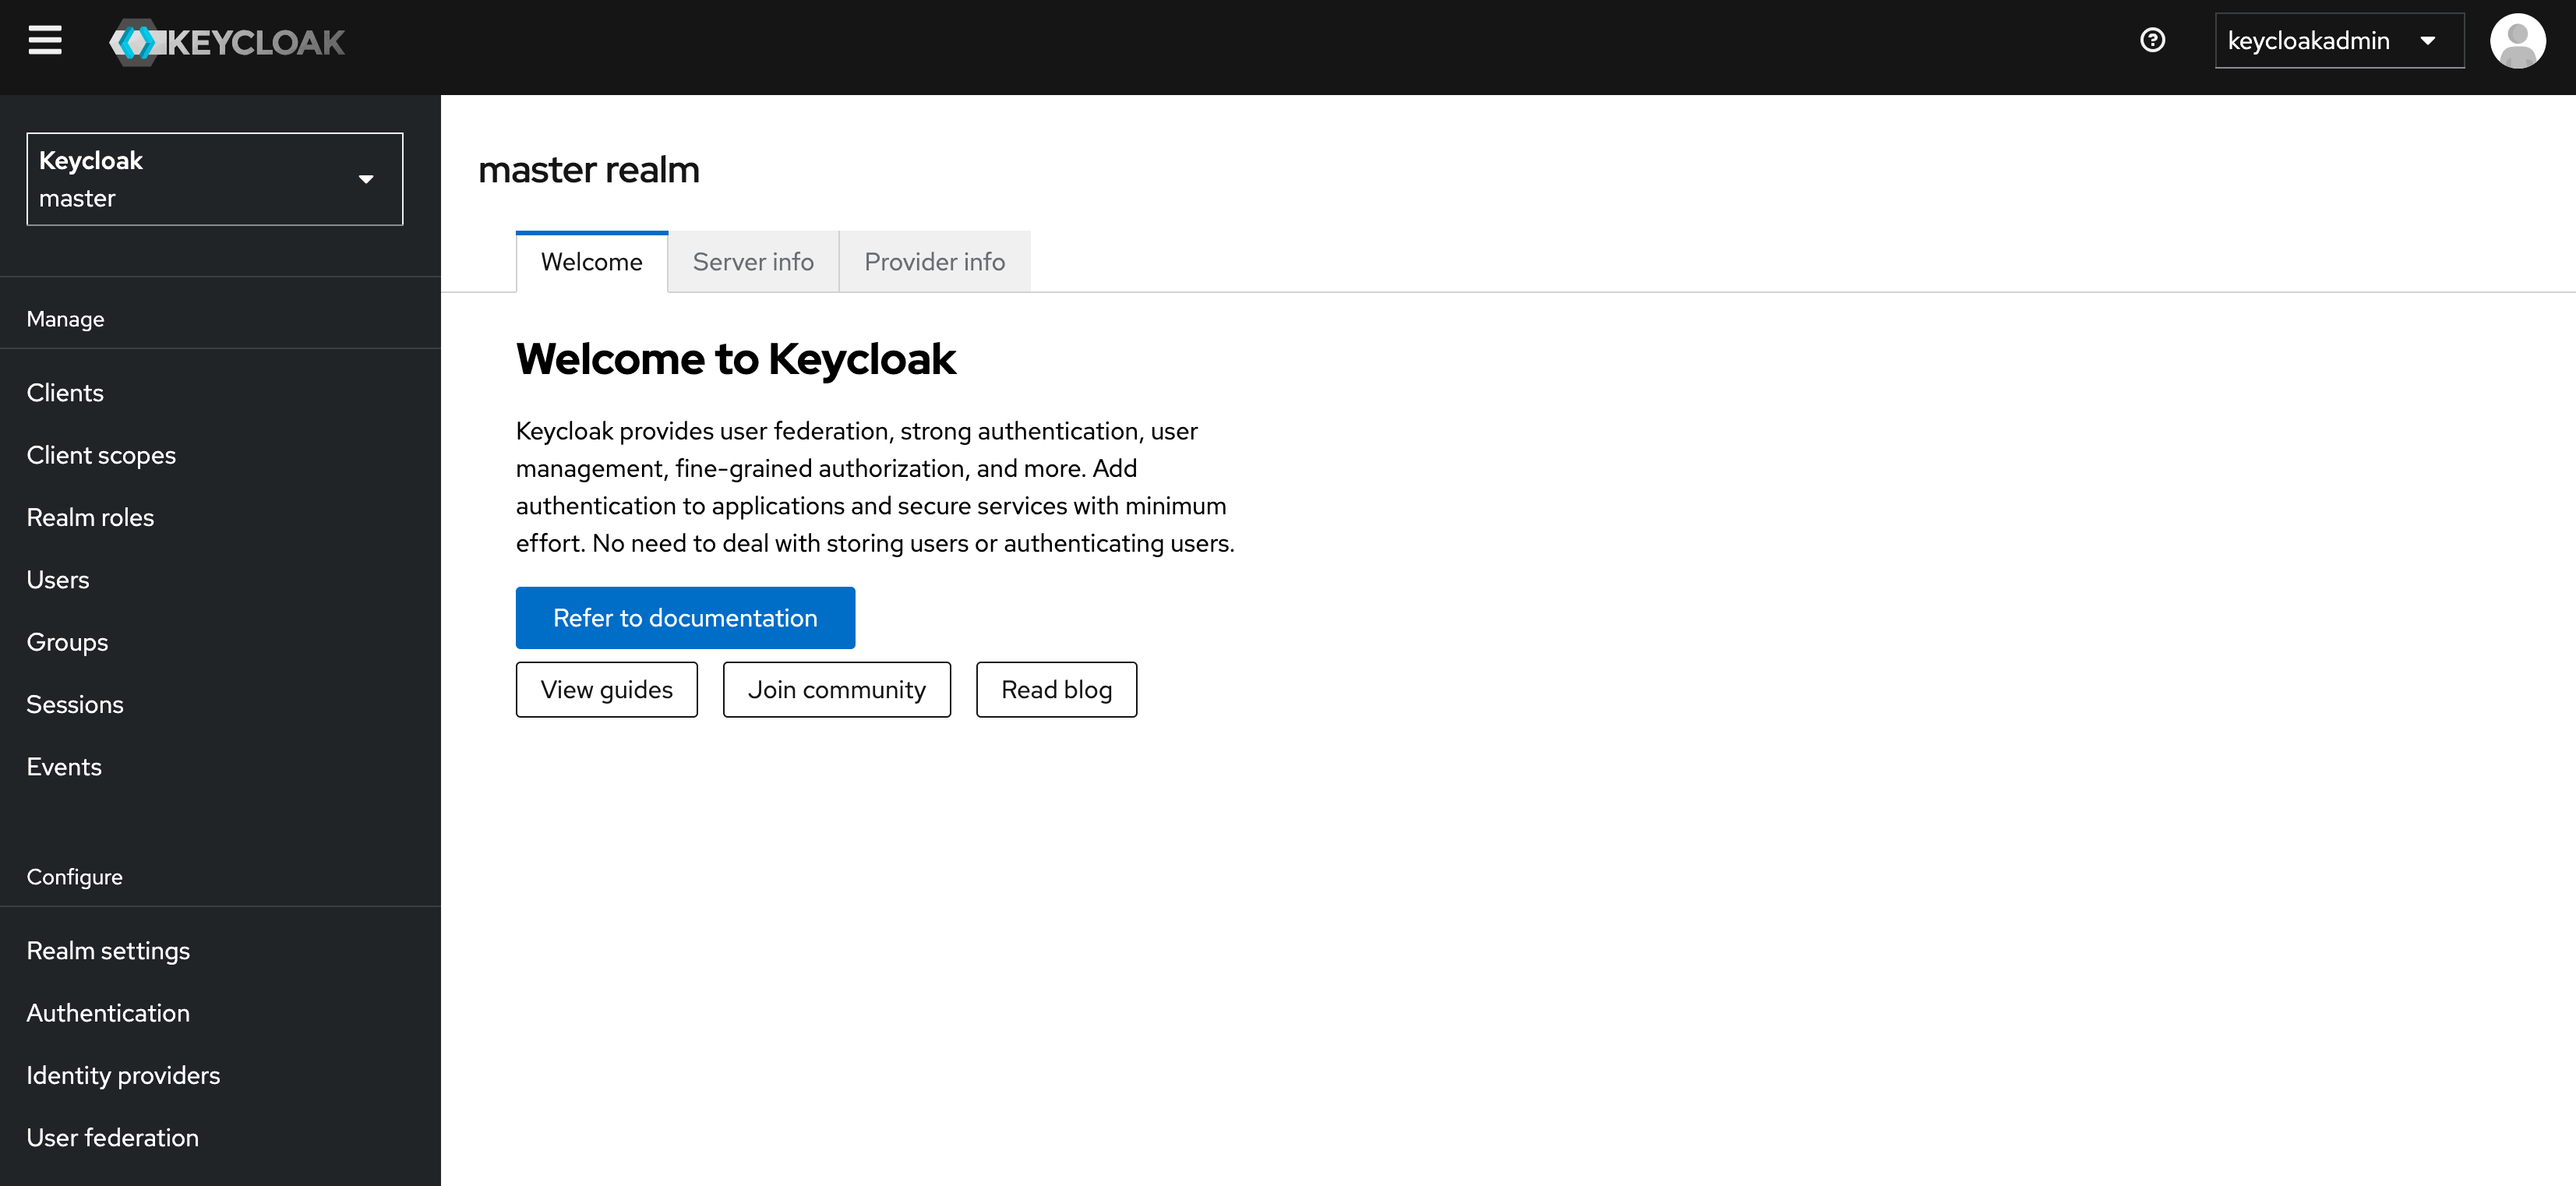 KEYCLOAK
keycloakadmin
Keycloak
master
Manage
Clients
Client scopes
Realm roles
Users
Groups
Sessions
Events
Configure
Realm settings
Authentication
Identity providers
User federation
master realm
Welcome
Server info
Provider info
Welcome to Keycloak
Keycloak provides user federation, strong authentication, user
management, fine-grained authorization, and more. Add
authentication to applications and secure services with minimum
effort. No need to deal with storing users or authenticating users.
Refer to documentation
View guides
Join community
Read blog